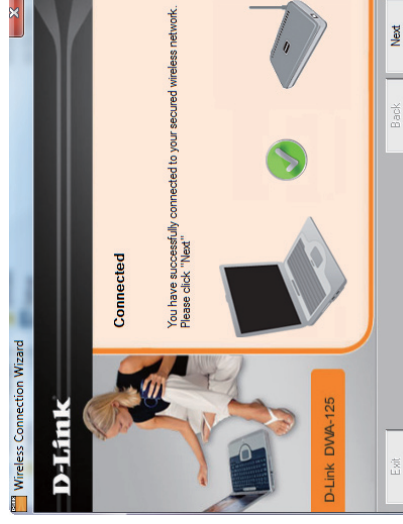 Wireless Connection Wizard
D-Link
Connected
You have successfully connected to your secured wireless network.
Please click "Next"
D-Link DWA-125
Exit
Back
Next